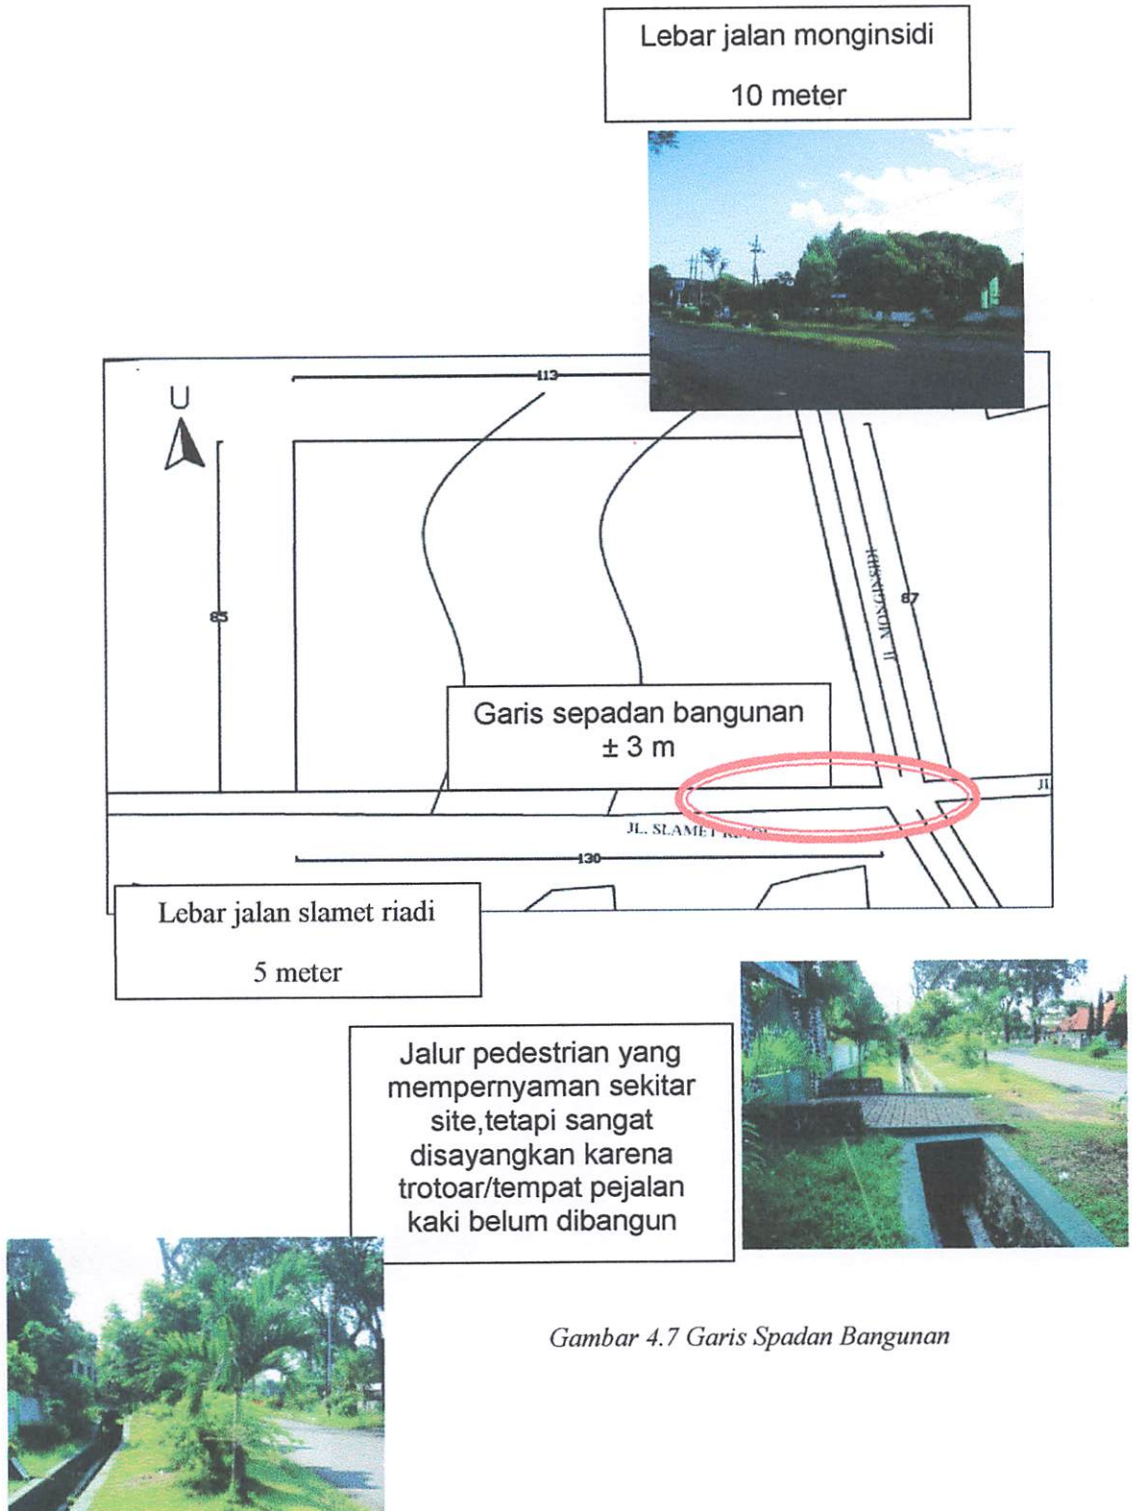 Lebar jalan monginsidi
10 meter
113
U
85
JL. MONGINSIDI
87
Garis sepadan bangunan
± 3 m
JL
JL. SLAMET RIADI
130
Lebar jalan slamet riadi
5 meter
Jalur pedestrian yang
mempernyaman sekitar
site,tetapi sangat
disayangkan karena
trotoar/tempat pejalan
kaki belum dibangun
Gambar 4.7 Garis Spadan Bangunan